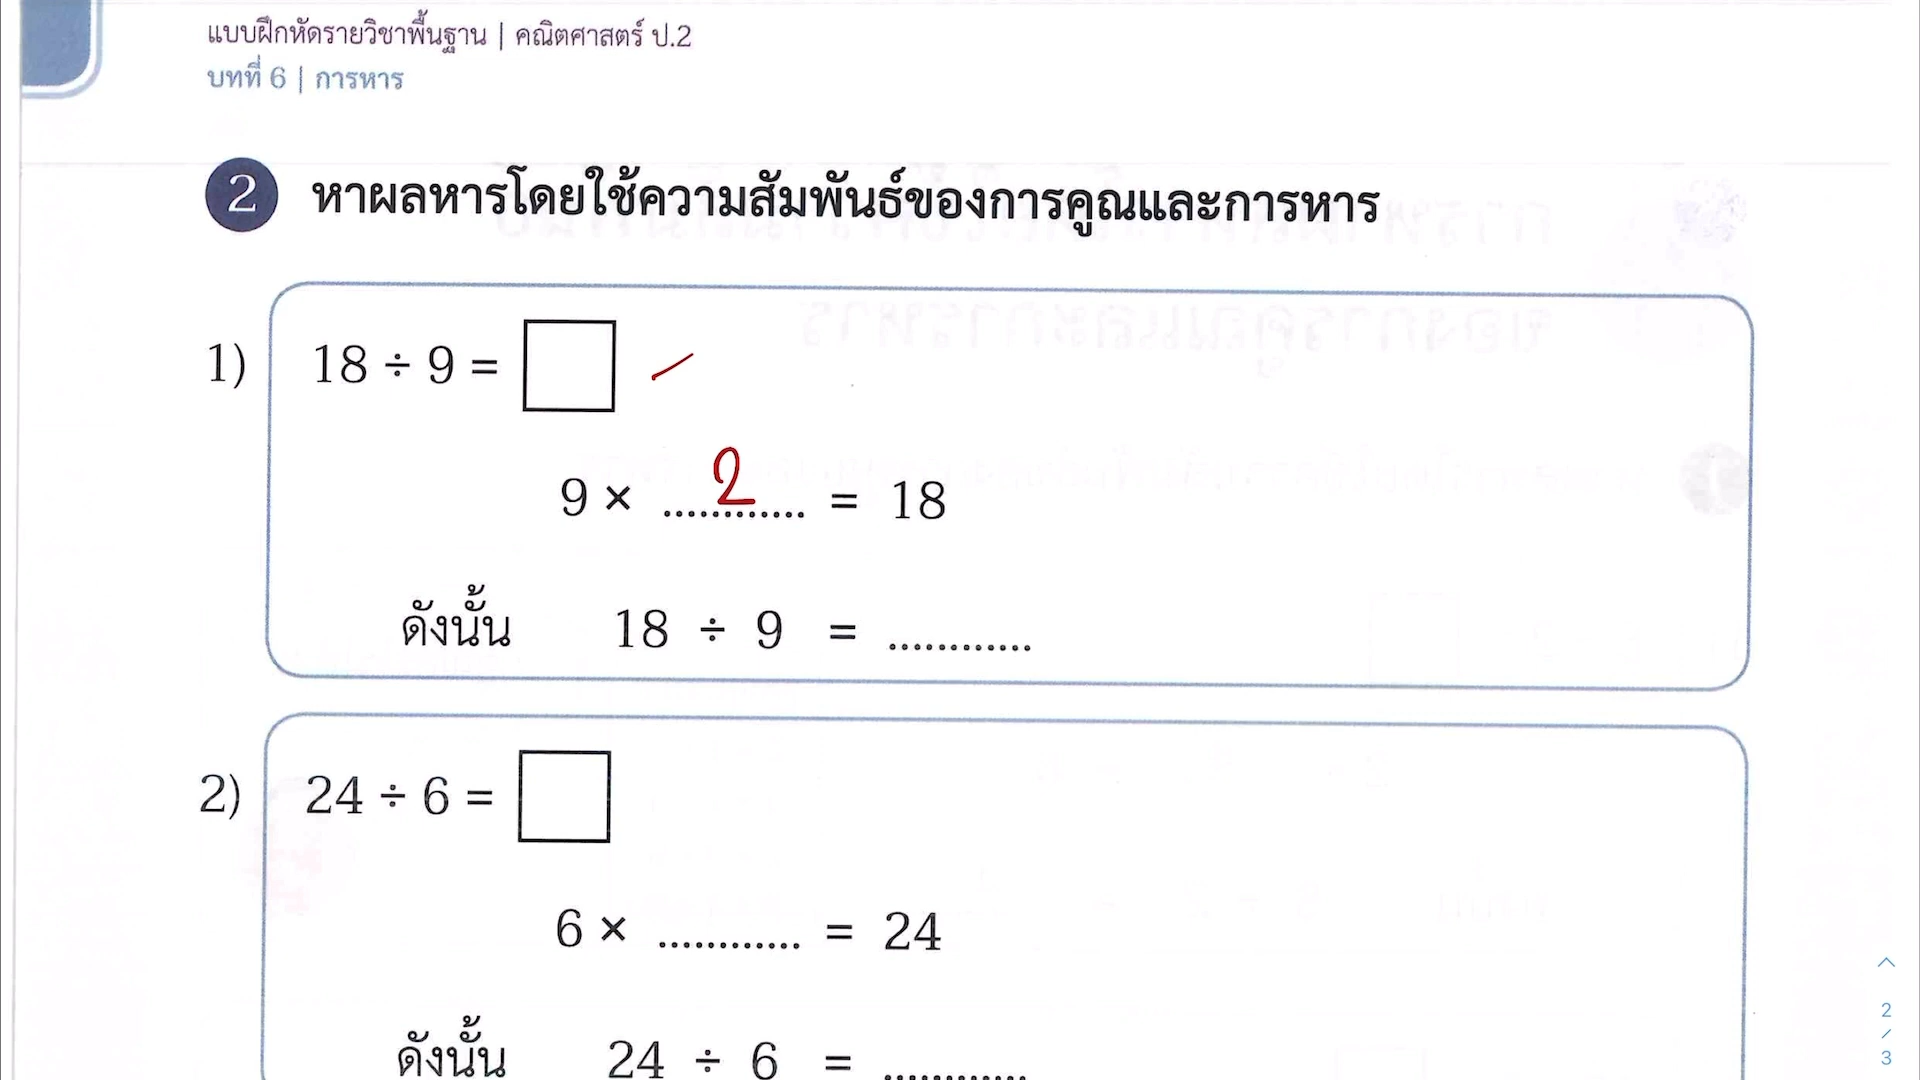 แบบฝึกหัดรายวิชาพื้นฐาน | คณิตศาสตร์ ป.2
บทที่ 6 | การหาร
2 หาผลหารโดยใช้ความสัมพันธ์ของการคูณและการหาร
1) 18 ÷ 9 =
9 × ....2.... = 18
ดังนั้น 18 ÷ 9 = ............
2) 24 ÷ 6 =
6 × ............ = 24
ดังนั้น 24 ÷ 6 = ............
2
/
3